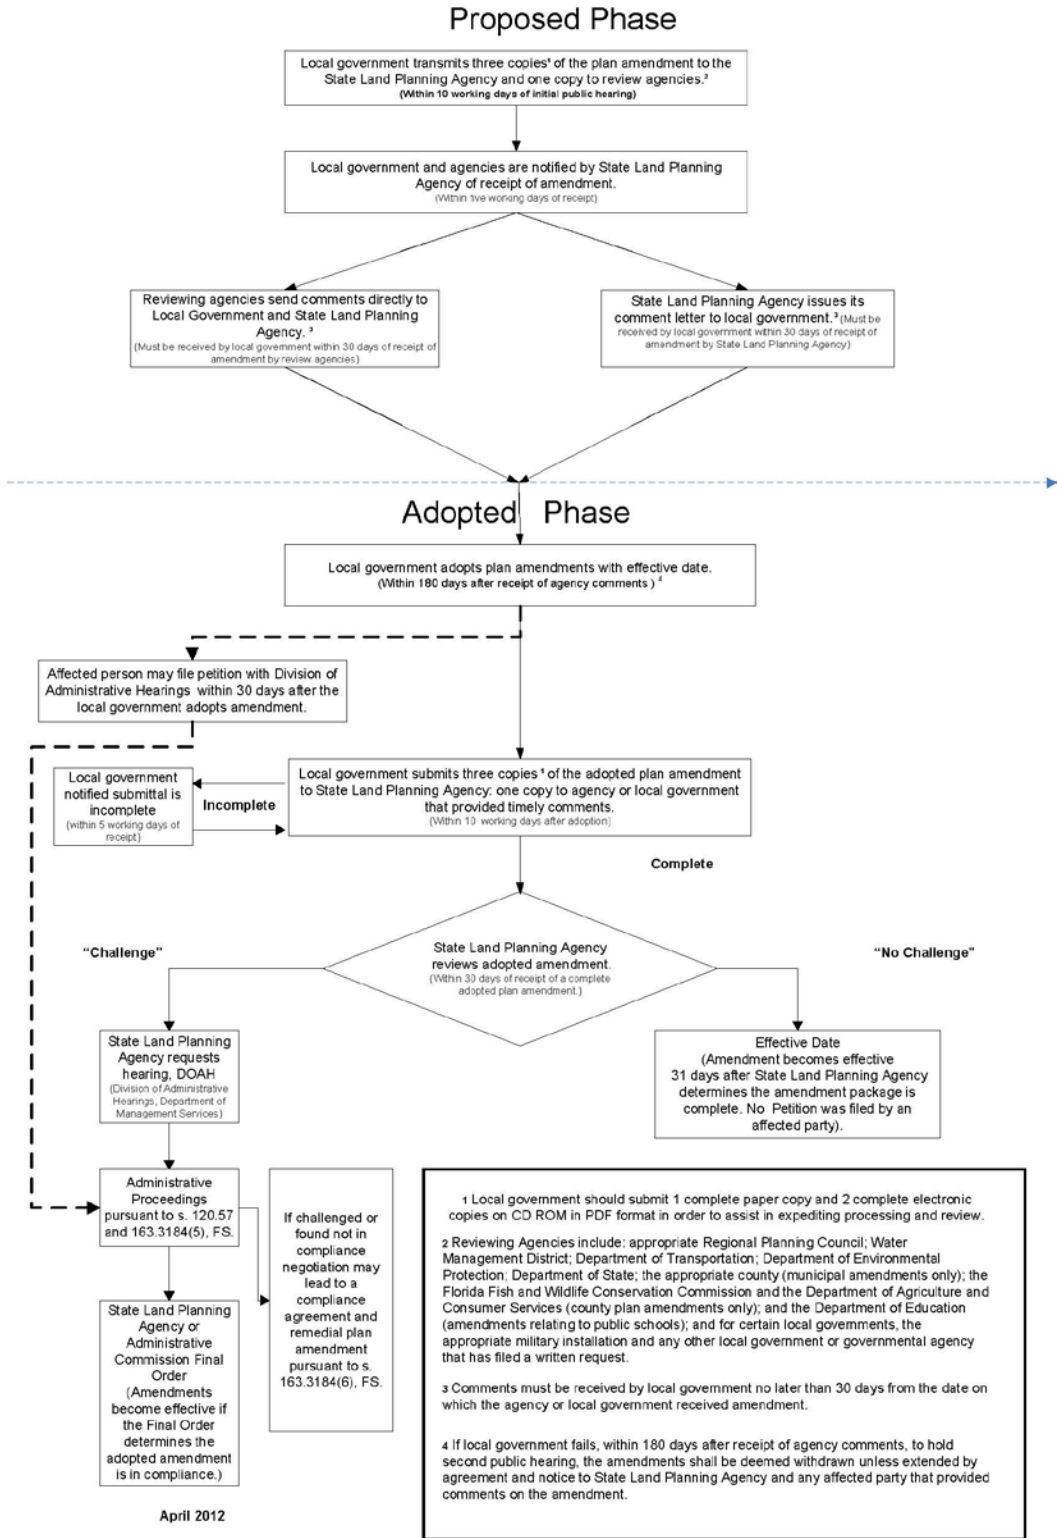 Proposed Phase
Local government transmits three copies¹ of the plan amendment to the
State Land Planning Agency and one copy to review agencies.²
(Within 10 working days of initial public hearing)
Local government and agencies are notified by State Land Planning
Agency of receipt of amendment.
(Within five working days of receipt)
Reviewing agencies send comments directly to
Local Government and State Land Planning
Agency. ³
(Must be received by local government within 30 days of receipt of
amendment by review agencies)
State Land Planning Agency issues its
comment letter to local government.³ (Must be
received by local government within 30 days of receipt of
amendment by State Land Planning Agency)
Adopted Phase
Local government adopts plan amendments with effective date.
(Within 180 days after receipt of agency comments ) ⁴
Affected person may file petition with Division of
Administrative Hearings within 30 days after the
local government adopts amendment.
Local government
notified submittal is
incomplete
(within 5 working days of
receipt)
Incomplete
Local government submits three copies ¹ of the adopted plan amendment
to State Land Planning Agency: one copy to agency or local government
that provided timely comments.
(Within 10 working days after adoption)
Complete
"Challenge"
State Land Planning Agency
reviews adopted amendment.
(Within 30 days of receipt of a complete
adopted plan amendment.)
"No Challenge"
State Land Planning
Agency requests
hearing, DOAH
(Division of Administrative
Hearings, Department of
Management Services)
Effective Date
(Amendment becomes effective
31 days after State Land Planning Agency
determines the amendment package is
complete. No Petition was filed by an
affected party).
Administrative
Proceedings
pursuant to s. 120.57
and 163.3184(5), FS.
If challenged or
found not in
compliance
negotiation may
lead to a
compliance
agreement and
remedial plan
amendment
pursuant to s.
163.3184(6), FS.
State Land Planning
Agency or
Administrative
Commission Final
Order
(Amendments
become effective if
the Final Order
determines the
adopted amendment
is in compliance.)
1 Local government should submit 1 complete paper copy and 2 complete electronic
copies on CD ROM in PDF format in order to assist in expediting processing and review.
2 Reviewing Agencies include: appropriate Regional Planning Council; Water
Management District; Department of Transportation; Department of Environmental
Protection; Department of State; the appropriate county (municipal amendments only); the
Florida Fish and Wildlife Conservation Commission and the Department of Agriculture and
Consumer Services (county plan amendments only); and the Department of Education
(amendments relating to public schools); and for certain local governments, the
appropriate military installation and any other local government or governmental agency
that has filed a written request.
3 Comments must be received by local government no later than 30 days from the date on
which the agency or local government received amendment.
4 If local government fails, within 180 days after receipt of agency comments, to hold
second public hearing, the amendments shall be deemed withdrawn unless extended by
agreement and notice to State Land Planning Agency and any affected party that provided
comments on the amendment.
April 2012